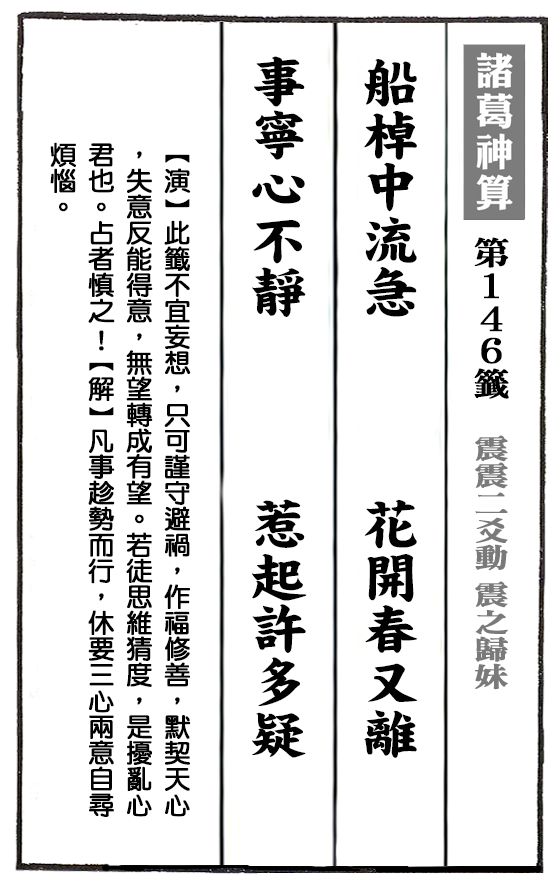 諸葛神算 第146籤 震震二爻動 震之歸妹
船棹中流急 花開春又離
事寧心不靜 惹起許多疑
【演】此籤不宜妄想，只可謹守避禍，作福修善，默契天心
，失意反能得意，無望轉成有望。若徒思維猜度，是擾亂心
君也。占者慎之！【解】凡事趁勢而行，休要三心兩意自尋
煩惱。